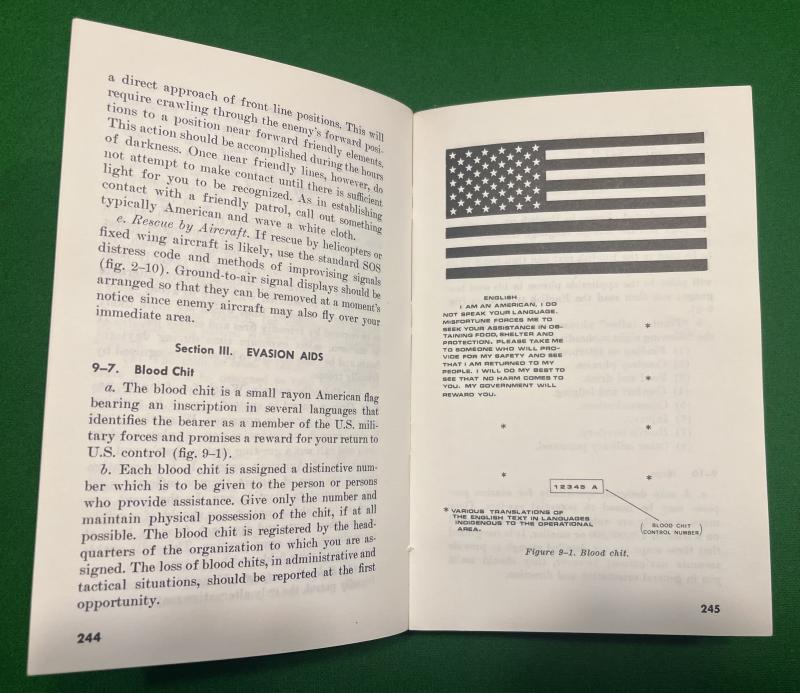 a direct approach of front line positions. This will
require crawling through the enemy's forward posi-
tions to a position near forward friendly elements.
This action should be accomplished during the hours
of darkness. Once near friendly lines, however, do
not attempt to make contact until there is sufficient
light for you to be recognized. As in establishing
contact with a friendly patrol, call out something
typically American and wave a white cloth.
e. Rescue by Aircraft. If rescue by helicopters or
fixed wing aircraft is likely, use the standard SOS
distress code and methods of improvising signals
(fig. 2–10). Ground-to-air signal displays should be
arranged so that they can be removed at a moment's
notice since enemy aircraft may also fly over your
immediate area.
Section III. EVASION AIDS
9–7. Blood Chit
a. The blood chit is a small rayon American flag
bearing an inscription in several languages that
identifies the bearer as a member of the U.S. mili-
tary forces and promises a reward for your return to
U.S. control (fig. 9–1).
b. Each blood chit is assigned a distinctive num-
ber which is to be given to the person or persons
who provide assistance. Give only the number and
maintain physical possession of the chit, if at all
possible. The blood chit is registered by the head-
quarters of the organization to which you are as-
signed. The loss of blood chits, in administrative and
tactical situations, should be reported at the first
opportunity.
244
ENGLISH
I AM AN AMERICAN, I DO
NOT SPEAK YOUR LANGUAGE.
MISFORTUNE FORCES ME TO
SEEK YOUR ASSISTANCE IN OB-
TAINING FOOD, SHELTER AND
PROTECTION. PLEASE TAKE ME
TO SOMEONE WHO WILL PRO-
VIDE FOR MY SAFETY AND SEE
THAT I AM RETURNED TO MY
PEOPLE. I WILL DO MY BEST TO
SEE THAT NO HARM COMES TO
YOU. MY GOVERNMENT WILL
REWARD YOU.
*
*
* *
* *
12345 A
* VARIOUS TRANSLATIONS OF
THE ENGLISH TEXT IN LANGUAGES
INDIGENOUS TO THE OPERATIONAL
AREA.
(BLOOD CHIT
CONTROL NUMBER)
Figure 9–1. Blood chit.
245